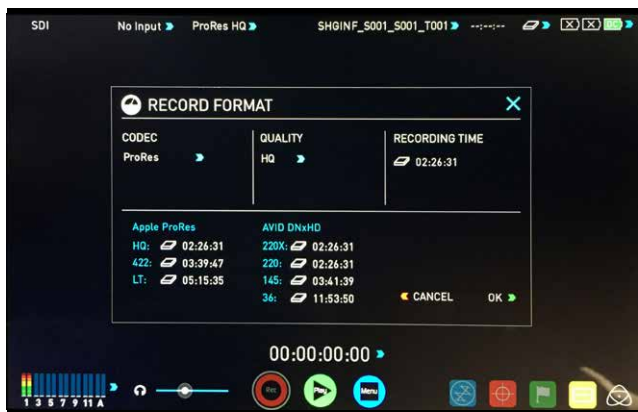 SDI No Input ProRes HQ SHGINF_S001_S001_T001 --:--:-- X X DC
RECORD FORMAT X
CODEC QUALITY RECORDING TIME
ProRes HQ 02:26:31
Apple ProRes AVID DNxHD
HQ: 02:26:31 220X: 02:26:31
422: 03:39:47 220: 02:26:31
LT: 05:15:35 145: 03:41:39
36: 11:53:50 CANCEL OK
00:00:00:00
1 3 5 7 9 11 A Rec Play Menu